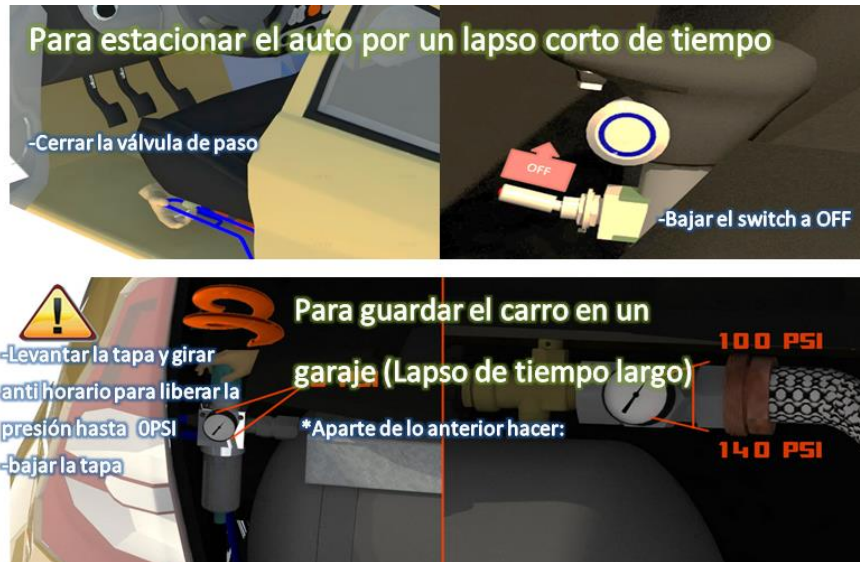 Para estacionar el auto por un lapso corto de tiempo
-Cerrar la válvula de paso
OFF
-Bajar el switch a OFF
Para guardar el carro en un
garaje (Lapso de tiempo largo)
*Aparte de lo anterior hacer:
-Levantar la tapa y girar
anti horario para liberar la
presión hasta 0PSI
-bajar la tapa
100 PSI
140 PSI